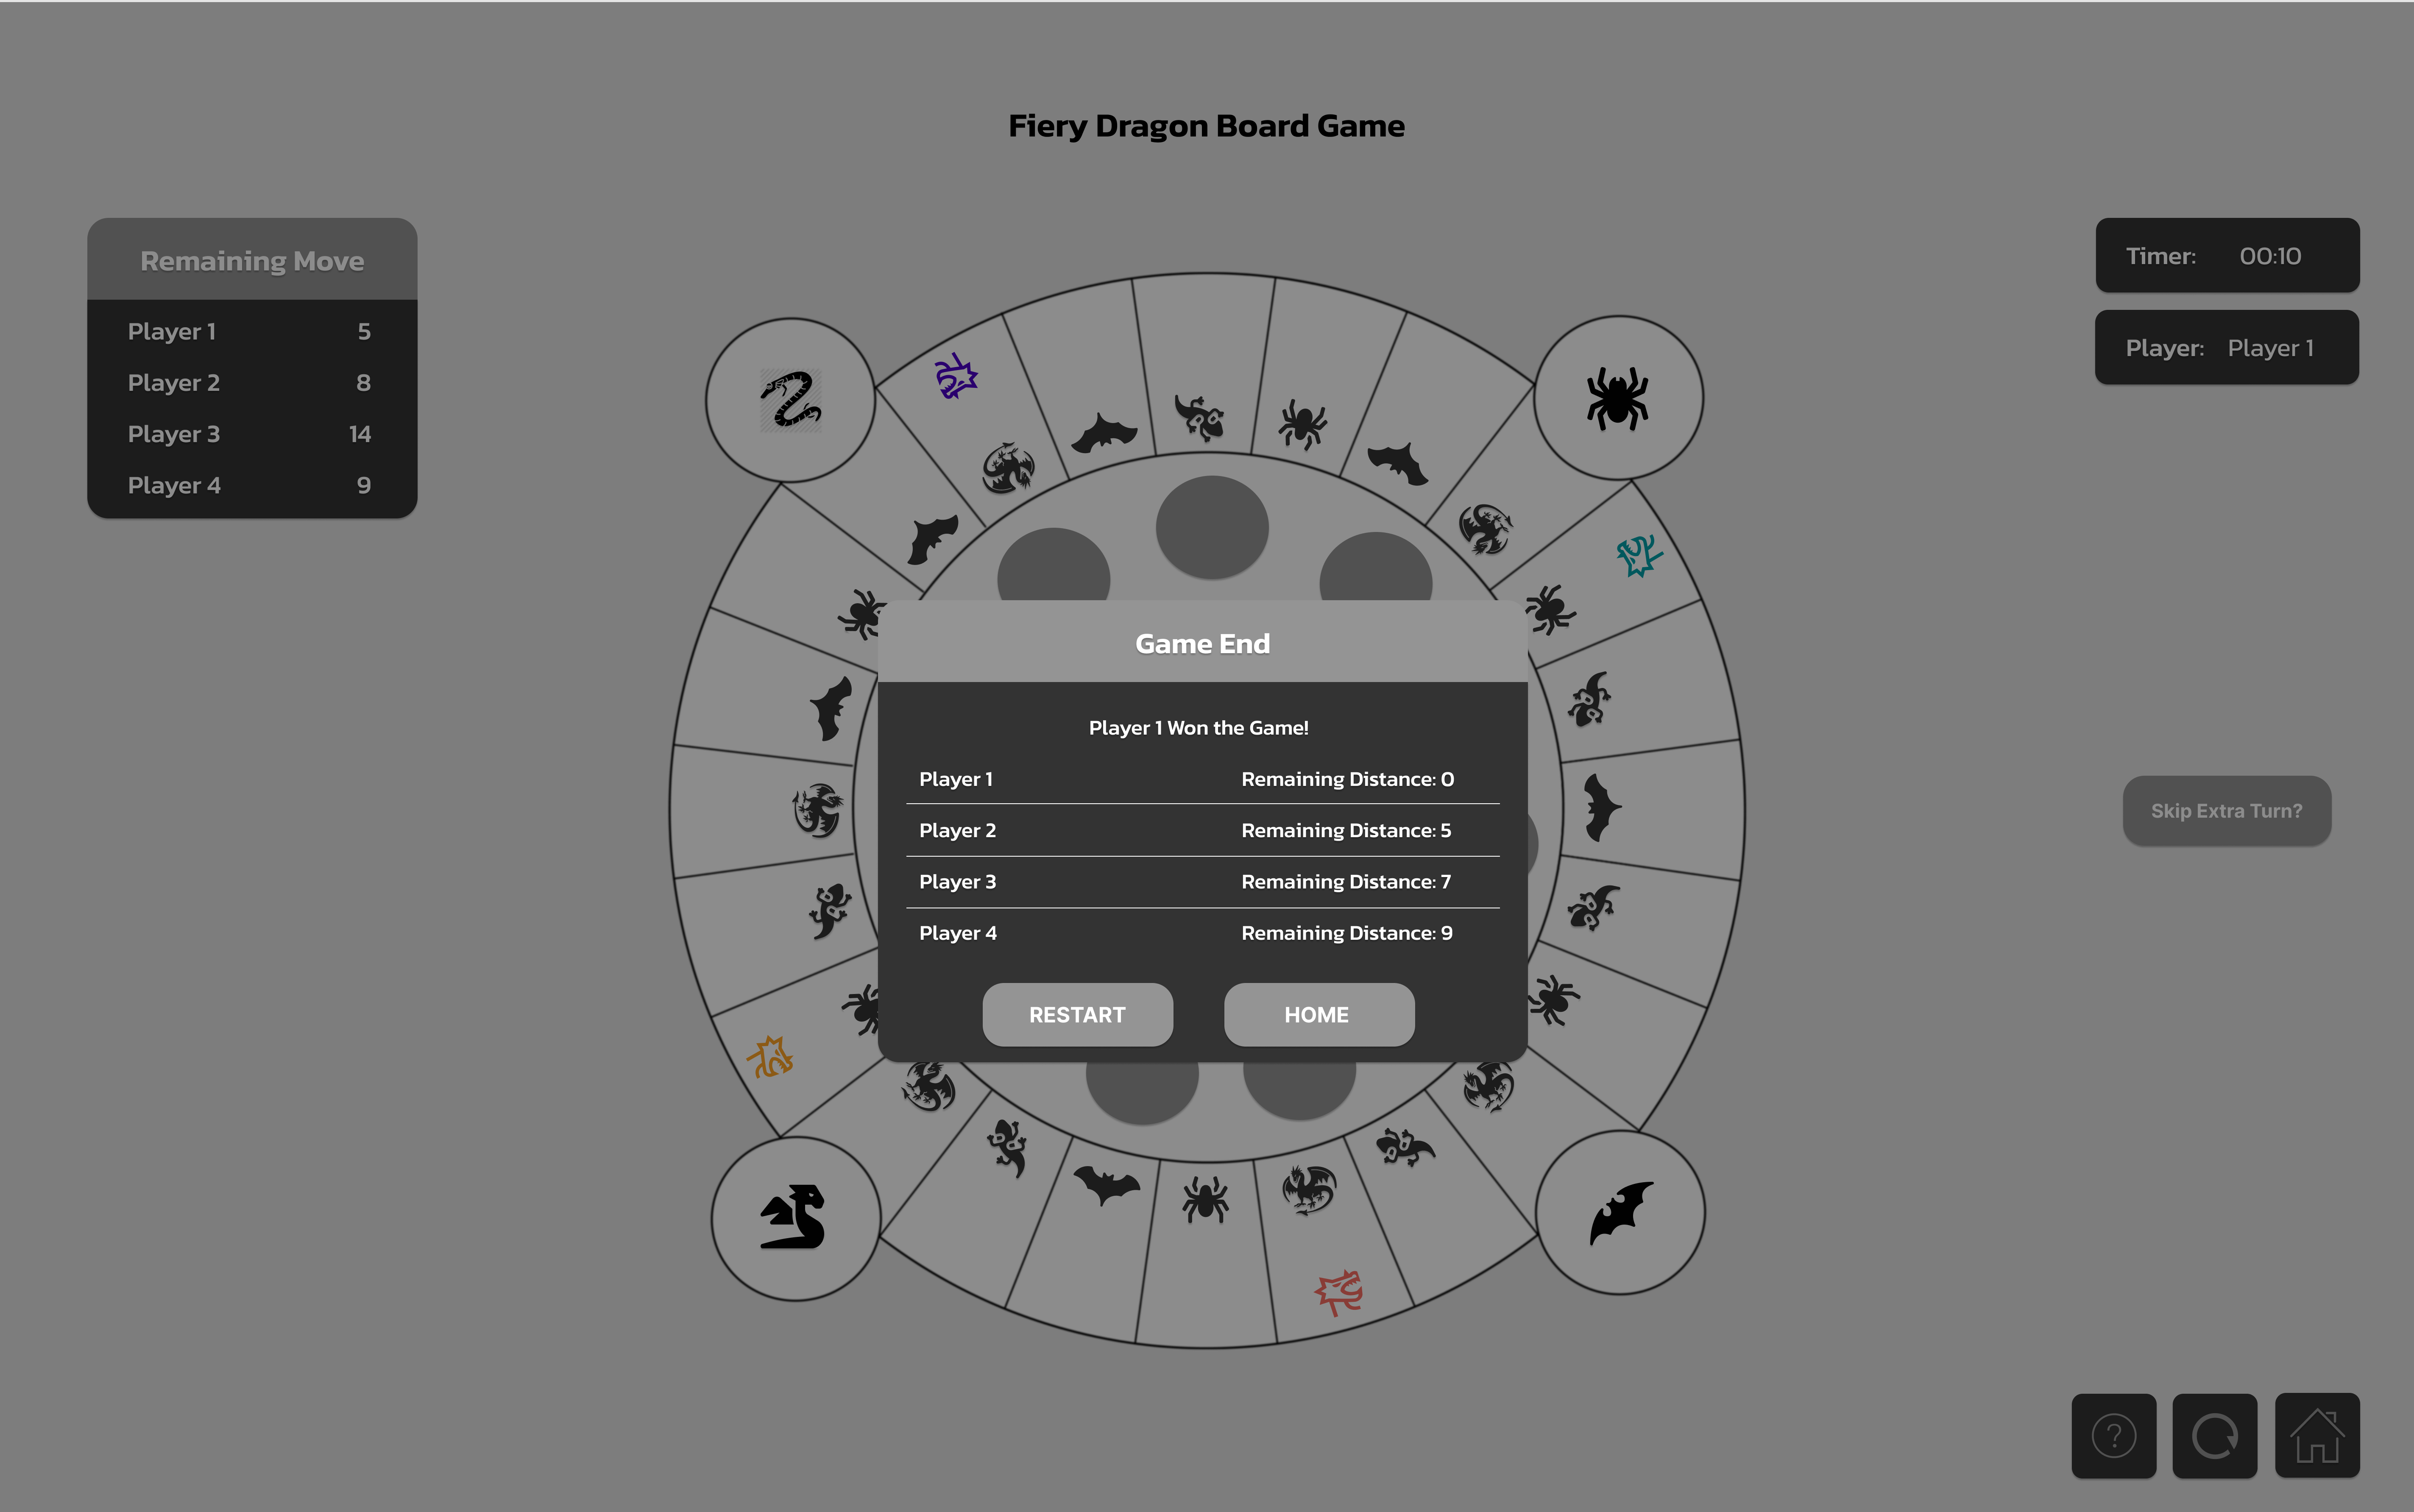 Fiery Dragon Board Game
Remaining Move
Player 1 5
Player 2 8
Player 3 14
Player 4 9
Timer: 00:10
Player: Player 1
Game End
Player 1 Won the Game!
Player 1 Remaining Distance: 0
Player 2 Remaining Distance: 5
Player 3 Remaining Distance: 7
Player 4 Remaining Distance: 9
RESTART HOME
Skip Extra Turn?
?